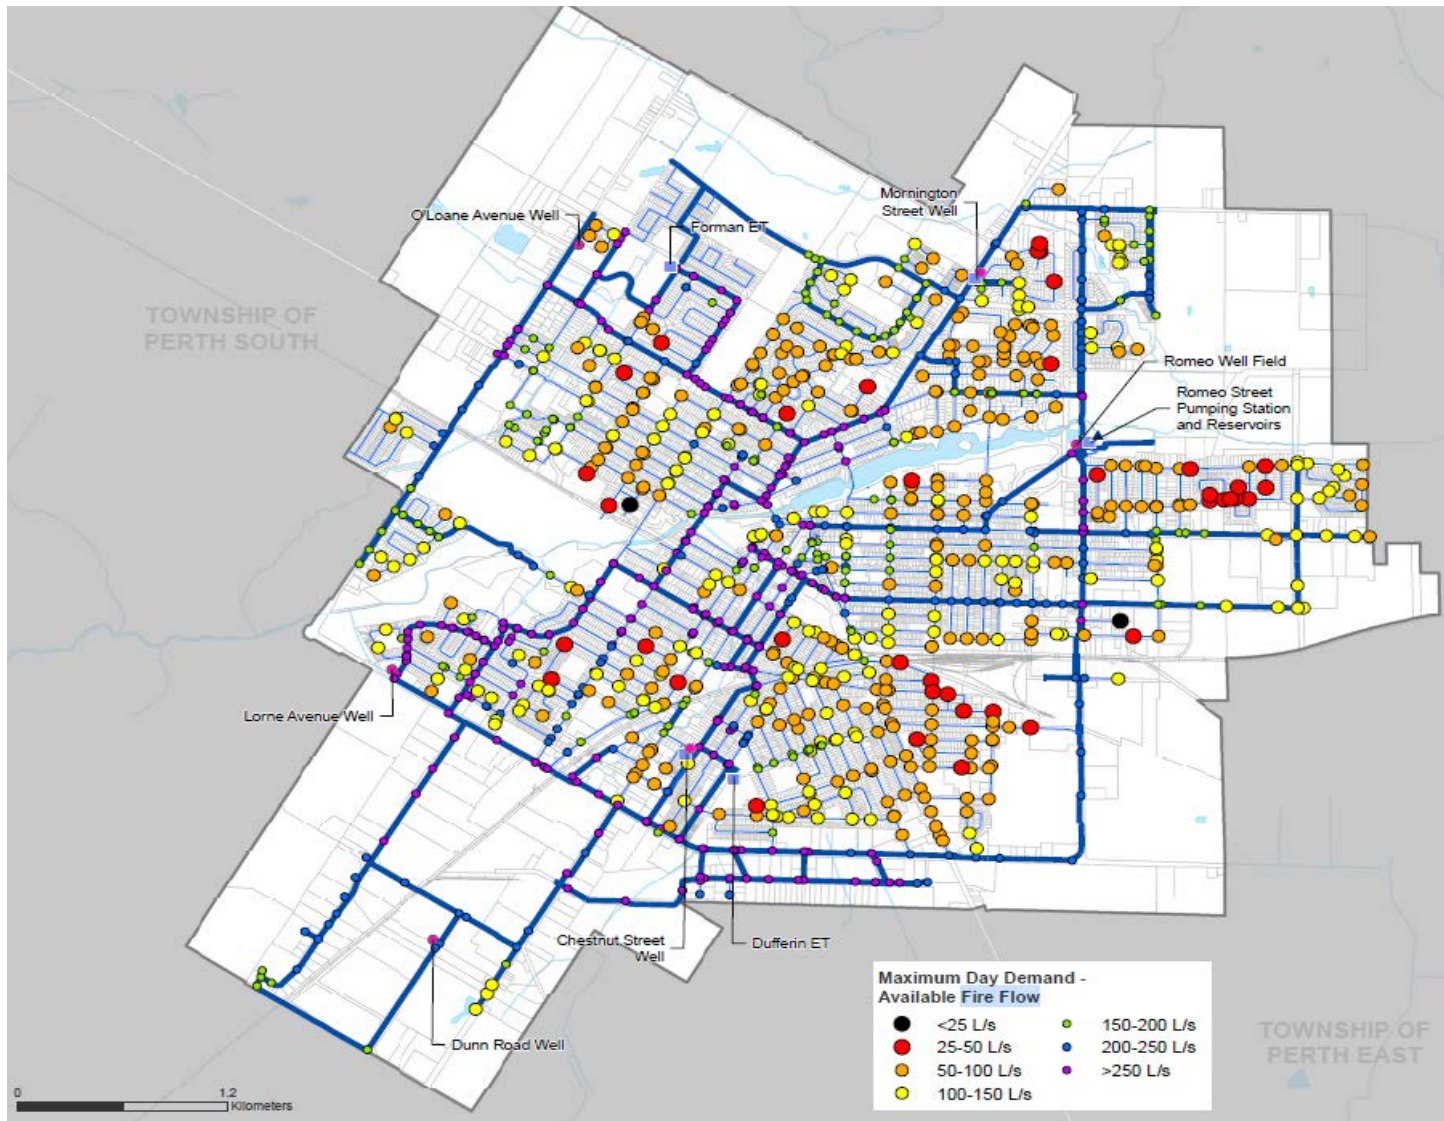 Mornington
Street Well
O'Loane Avenue Well
Forman ET
TOWNSHIP OF
PERTH SOUTH
Romeo Well Field
Romeo Street
Pumping Station
and Reservoirs
Lorne Avenue Well
Chestnut Street
Well
Dufferin ET
Dunn Road Well
Maximum Day Demand -
Available Fire Flow
<25 L/s
25-50 L/s
50-100 L/s
100-150 L/s
150-200 L/s
200-250 L/s
>250 L/s
TOWNSHIP OF
PERTH EAST
0 1.2
Kilometers